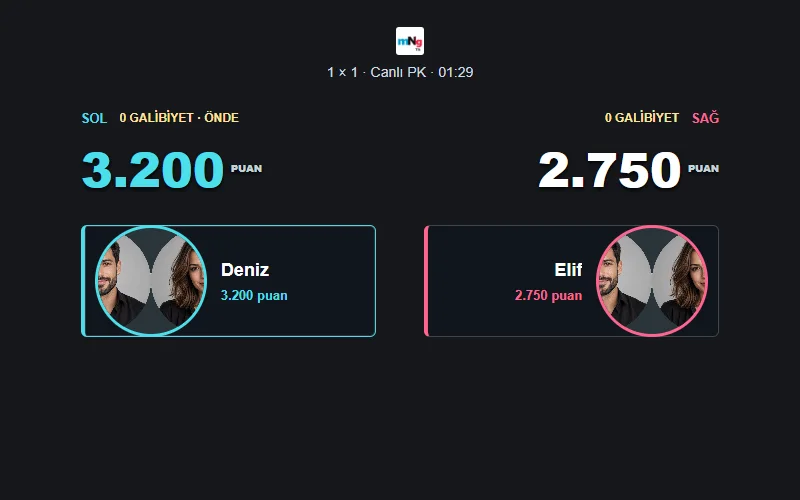 mNg
1 × 1 · Canlı PK · 01:29
SOL 0 GALİBİYET · ÖNDE
0 GALİBİYET SAĞ
3.200 PUAN
2.750 PUAN
Deniz
3.200 puan
Elif
2.750 puan